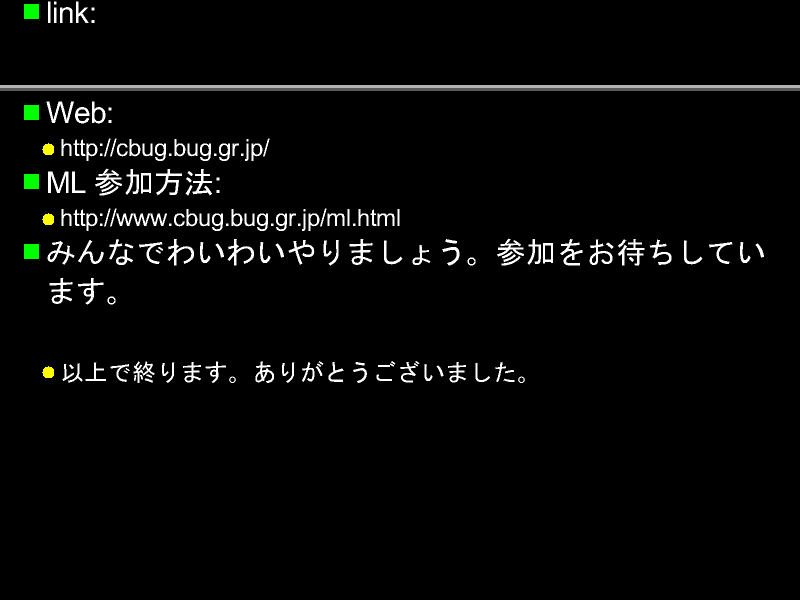 link:
Web:
http://cbug.bug.gr.jp/
ML 参加方法:
http://www.cbug.bug.gr.jp/ml.html
みんなでわいわいやりましょう。参加をお待ちしてい
ます。
以上で終ります。ありがとうございました。